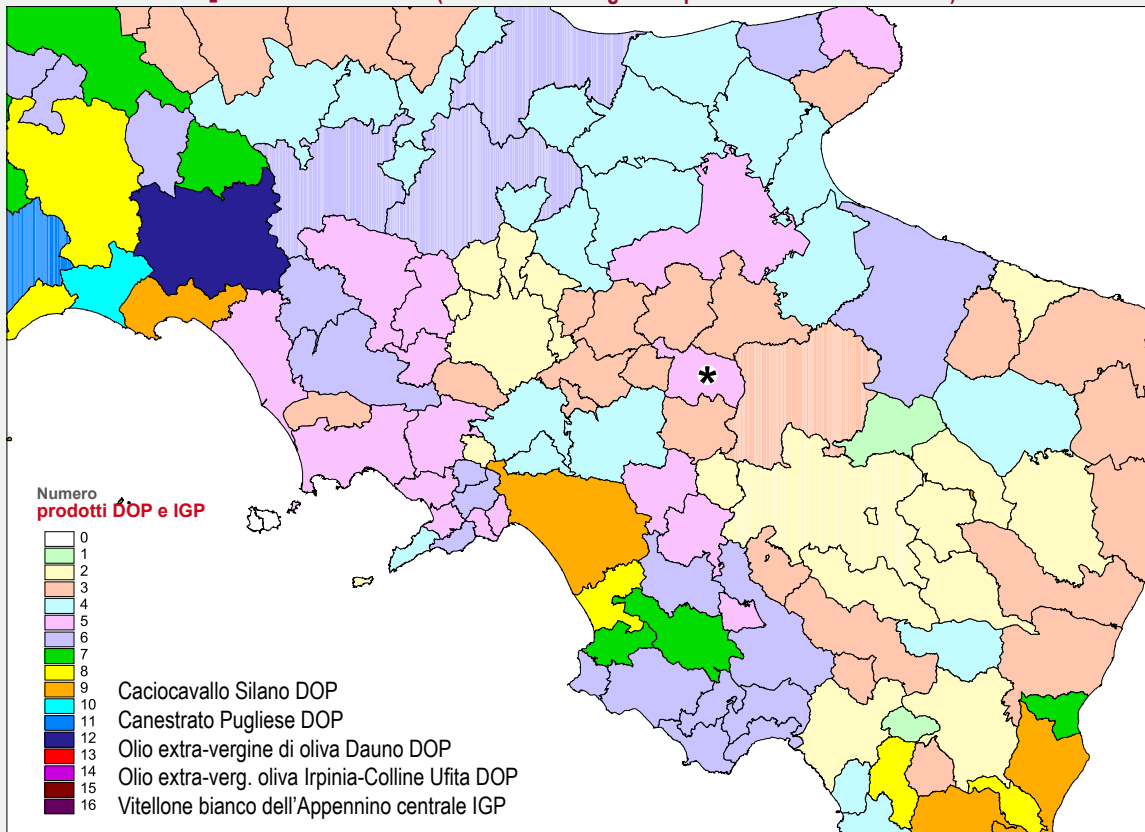 *
Numero
prodotti DOP e IGP
0
1
2
3
4
5
6
7
8
9
10
11
12
13
14
15
16
Caciocavallo Silano DOP
Canestrato Pugliese DOP
Olio extra-vergine di oliva Dauno DOP
Olio extra-verg. oliva Irpinia-Colline Ufita DOP
Vitellone bianco dell'Appennino centrale IGP